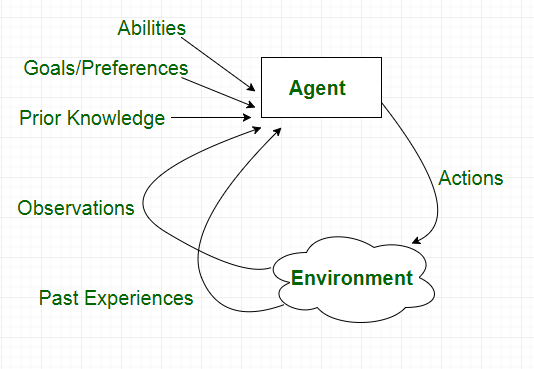 Abilities
Goals/Preferences
Agent
Prior Knowledge
Actions
Observations
Environment
Past Experiences